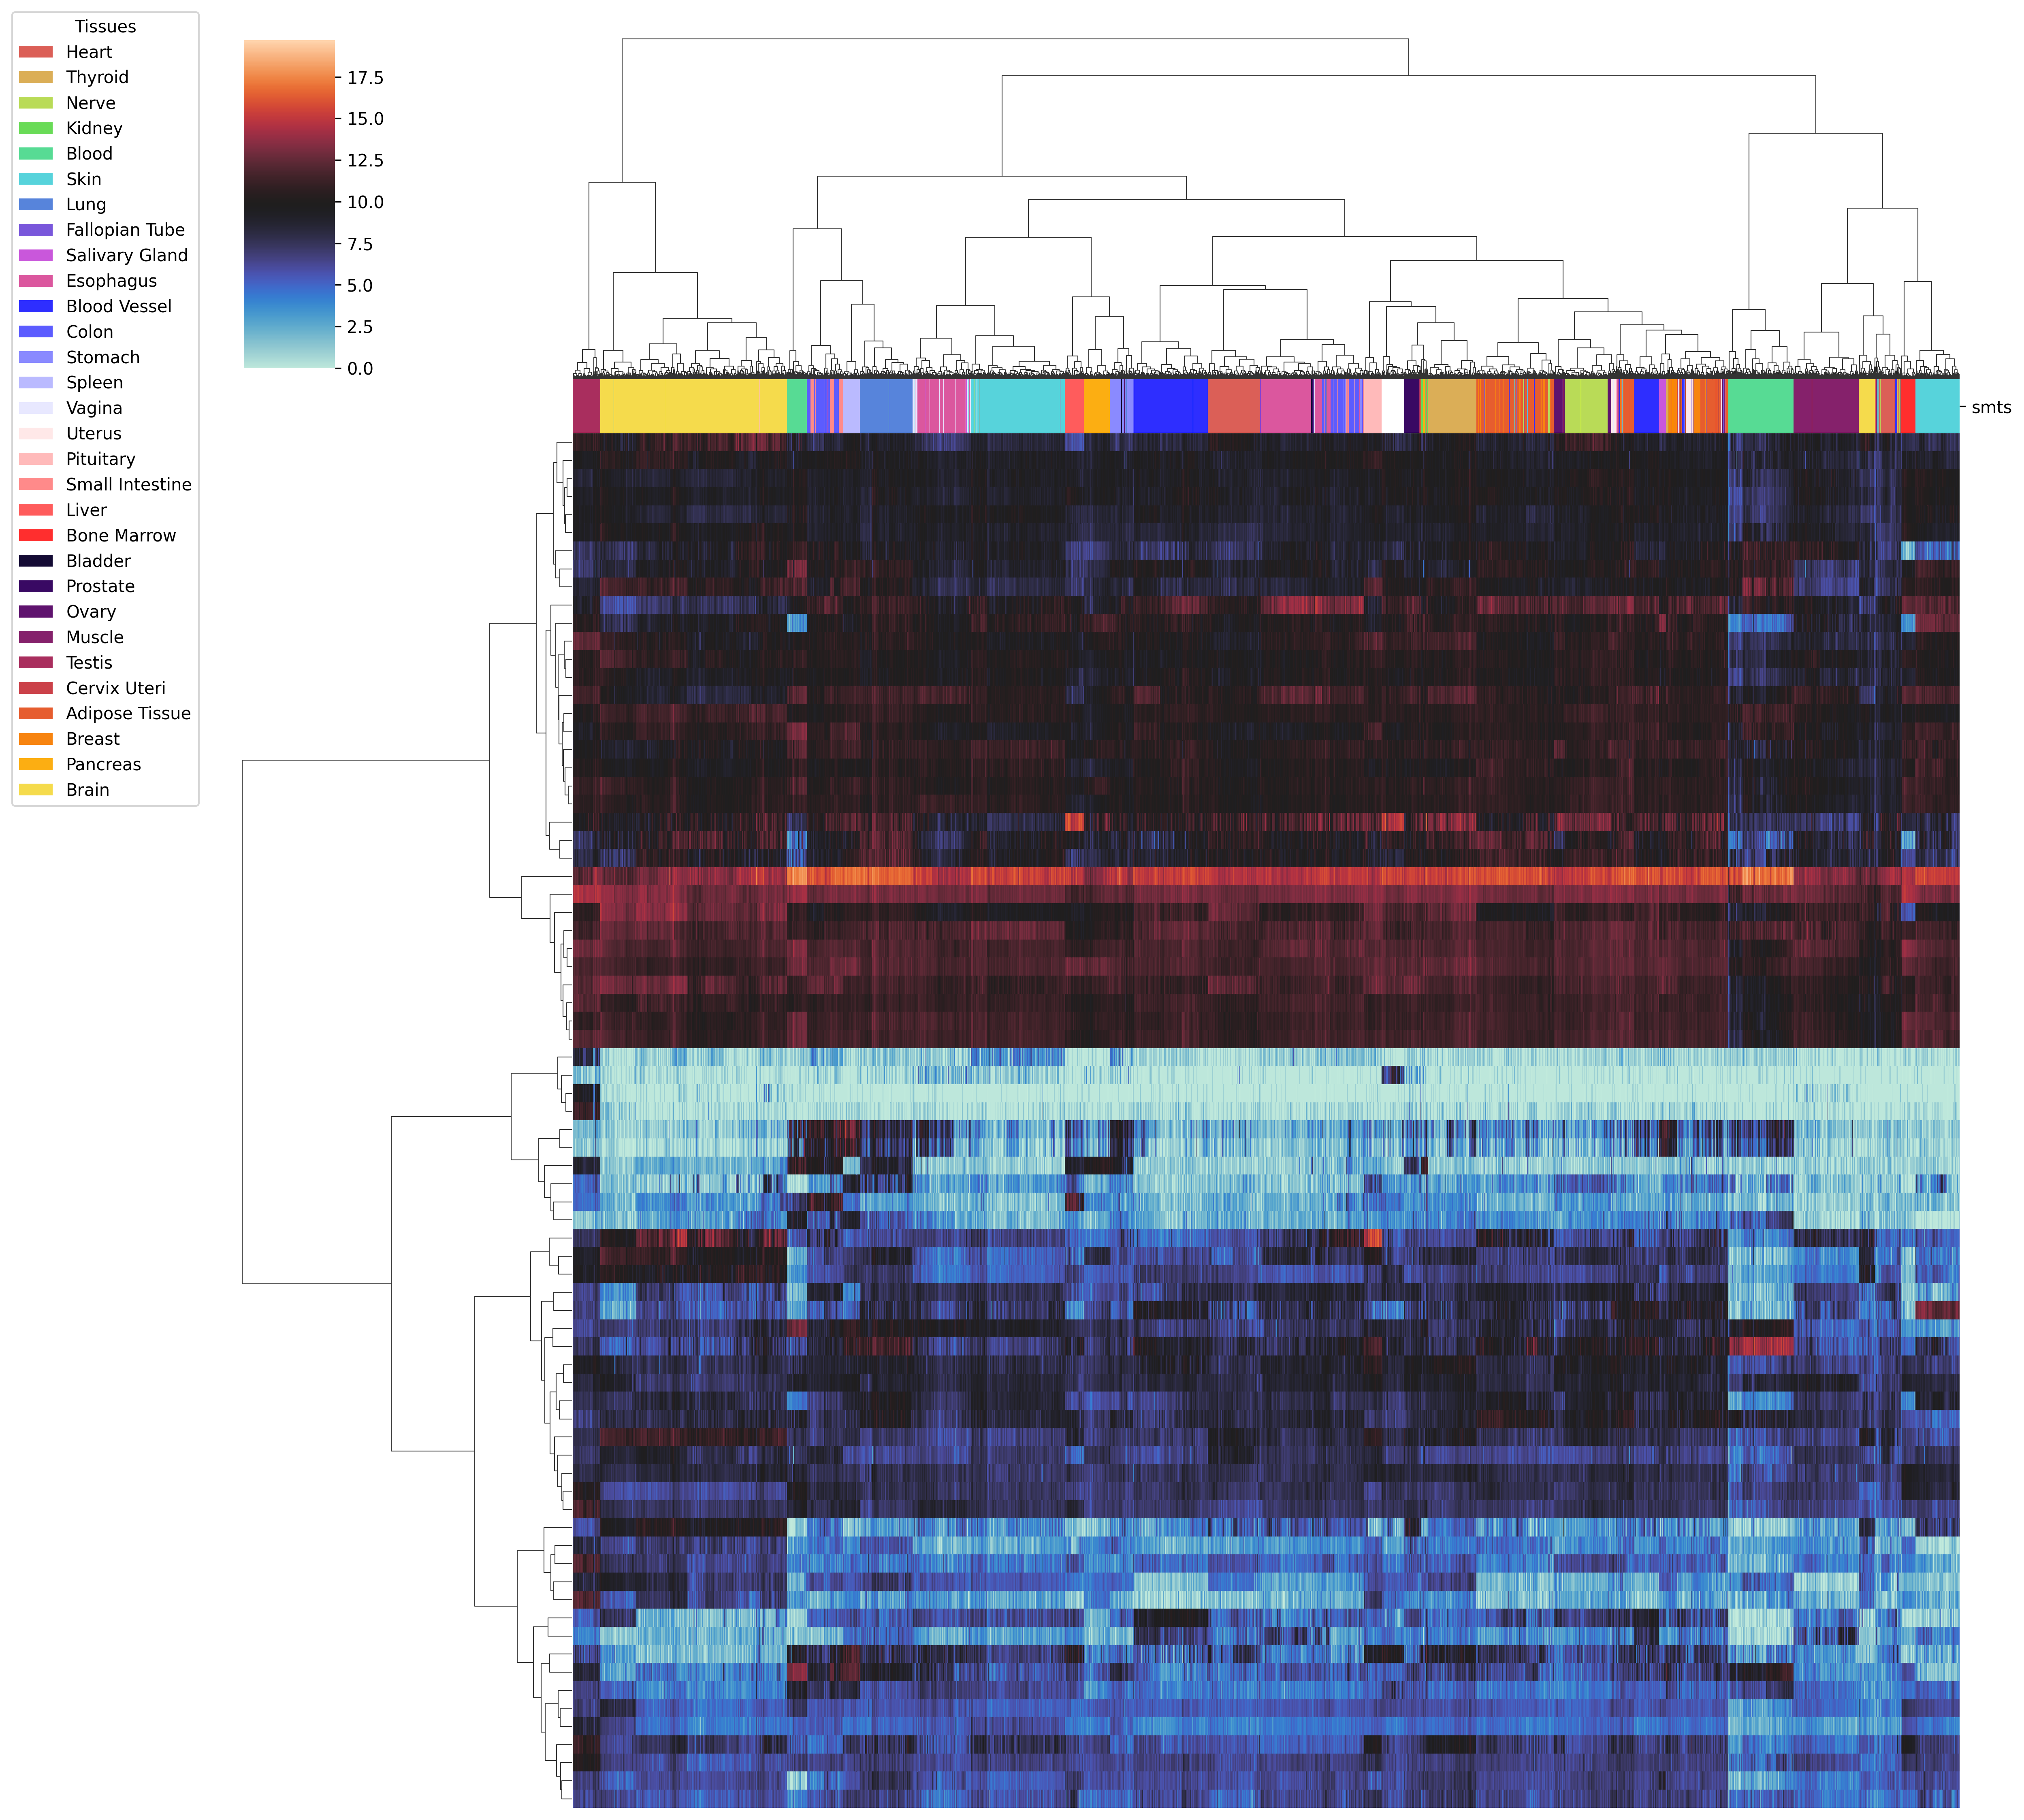 Tissues
Heart
Thyroid
Nerve
Kidney
Blood
Skin
Lung
Fallopian Tube
Salivary Gland
Esophagus
Blood Vessel
Colon
Stomach
Spleen
Vagina
Uterus
Pituitary
Small Intestine
Liver
Bone Marrow
Bladder
Prostate
Ovary
Muscle
Testis
Cervix Uteri
Adipose Tissue
Breast
Pancreas
Brain
17.5
15.0
12.5
10.0
7.5
5.0
2.5
0.0
smts